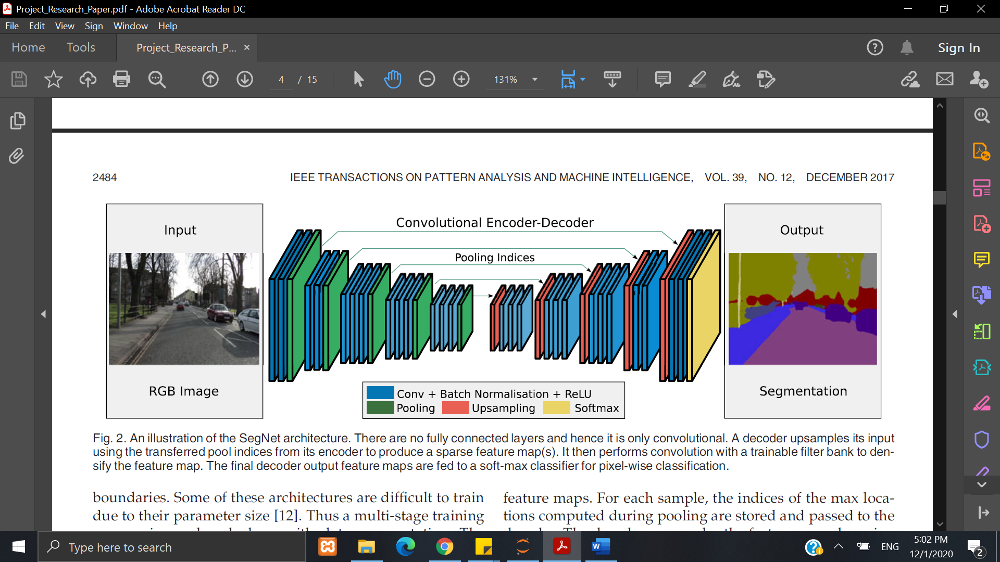 Project_Research_Paper.pdf - Adobe Acrobat Reader DC
File Edit View Sign Window Help
Home Tools Project_Research_P... × Sign In
4 / 15 131%
2484 IEEE TRANSACTIONS ON PATTERN ANALYSIS AND MACHINE INTELLIGENCE, VOL. 39, NO. 12, DECEMBER 2017
Convolutional Encoder-Decoder
Input
Output
Pooling Indices
RGB Image
Segmentation
Conv + Batch Normalisation + ReLU
Pooling Upsampling Softmax
Fig. 2. An illustration of the SegNet architecture. There are no fully connected layers and hence it is only convolutional. A decoder upsamples its input
using the transferred pool indices from its encoder to produce a sparse feature map(s). It then performs convolution with a trainable filter bank to den-
sify the feature map. The final decoder output feature maps are fed to a soft-max classifier for pixel-wise classification.
boundaries. Some of these architectures are difficult to train
due to their parameter size [12]. Thus a multi-stage training
feature maps. For each sample, the indices of the max loca-
tions computed during pooling are stored and passed to the
Type here to search
ENG
5:02 PM
12/1/2020
2